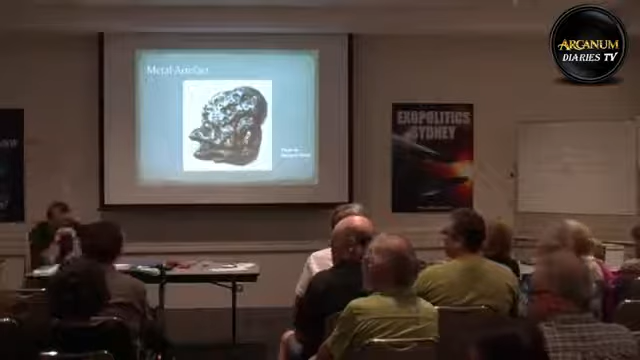 ARCANUM
DIARIES TV
Metal Artefact
EXOPOLITICS
SYDNEY